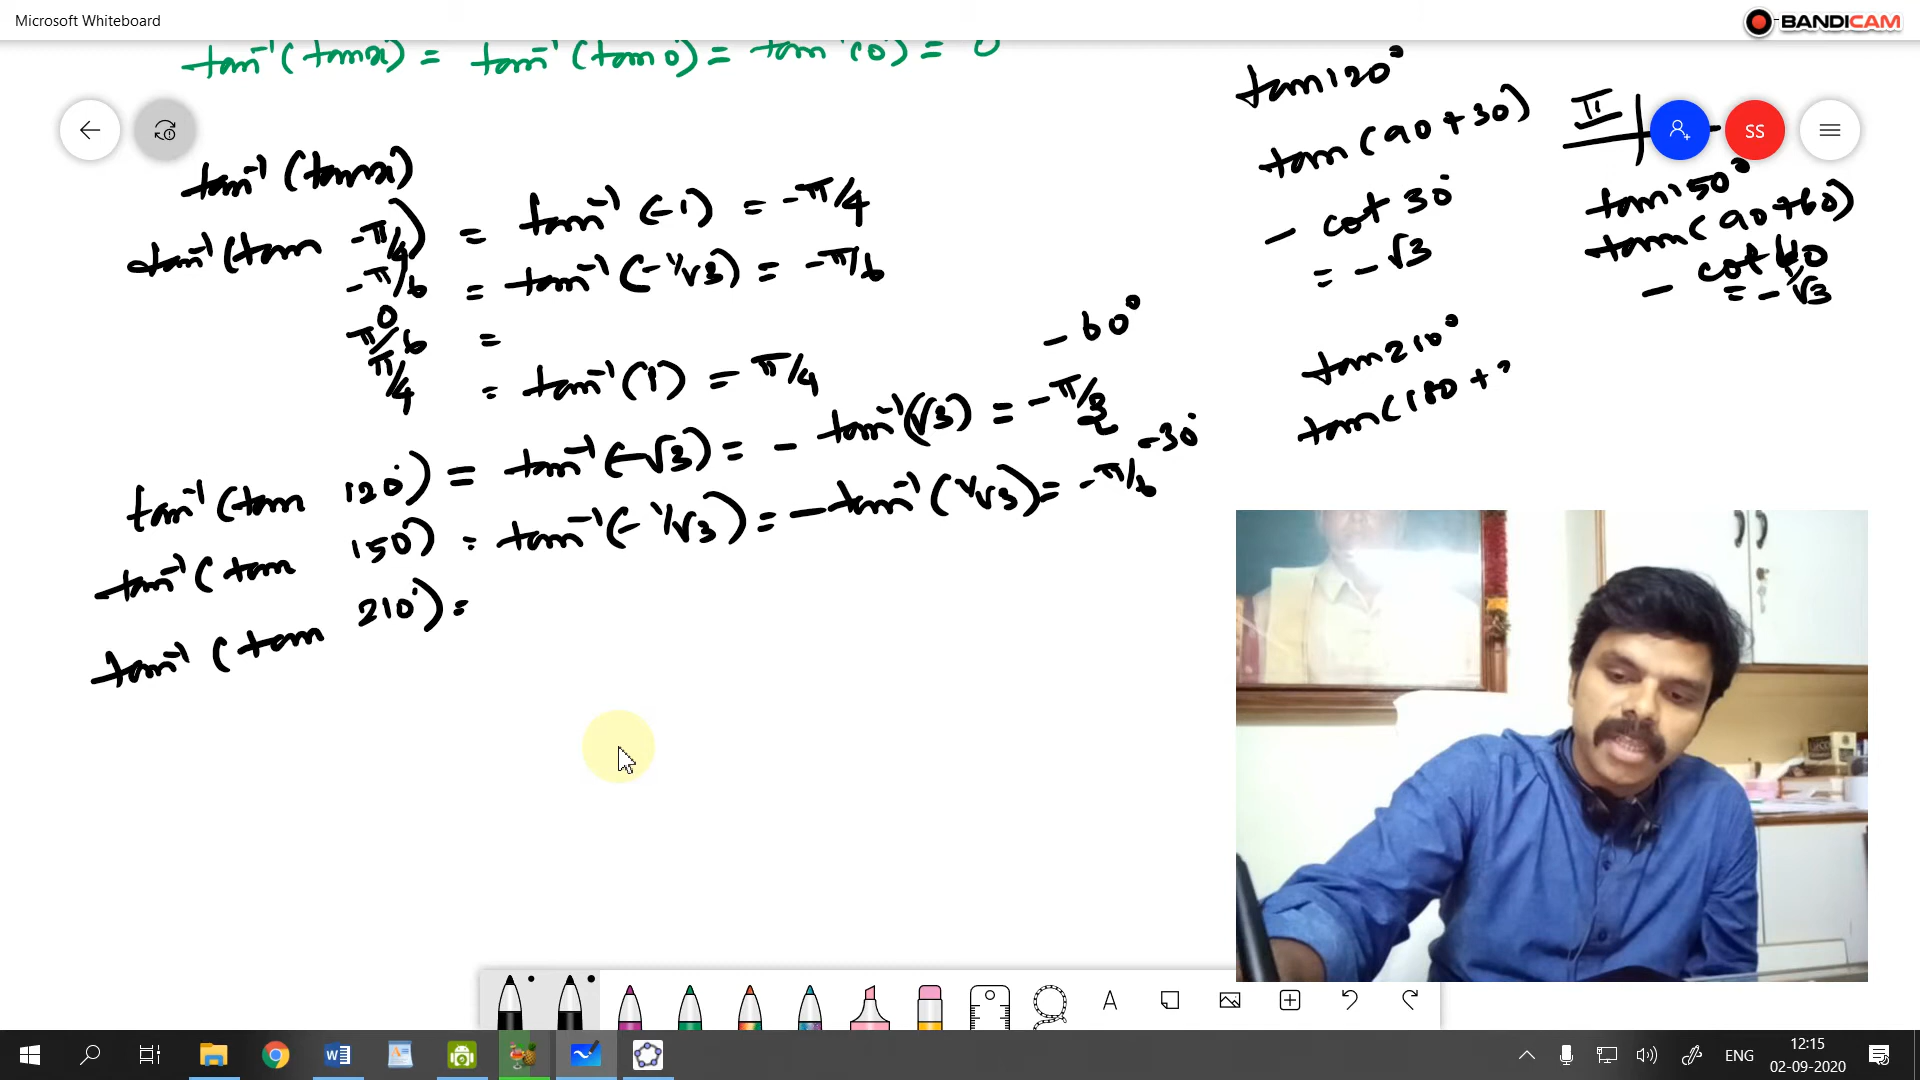 Microsoft Whiteboard
BANDICAM
tan⁻¹(tanx) = tan⁻¹(tan0) = tan⁻¹(0) = 0
tan⁻¹(tanx)
tan⁻¹(tan -π/4) = tan⁻¹(-1) = -π/4
-π/6 = tan⁻¹(-1/√3) = -π/6
0
π/6 =
π/4 = tan⁻¹(1) = π/4
-60°
tan⁻¹(tan 120°) = tan⁻¹(-√3) = -tan⁻¹(√3) = -π/3
-30°
tan⁻¹(tan 150°) = tan⁻¹(-1/√3) = -tan⁻¹(1/√3) = -π/6
tan⁻¹(tan 210°) =
tan120°
tan(90+30)
- cot 30°
= -√3
II
SS
tan150°
tan(90+60)
- cot 60
= -1/√3
tan210°
tan(180+
ENG
12:15
02-09-2020